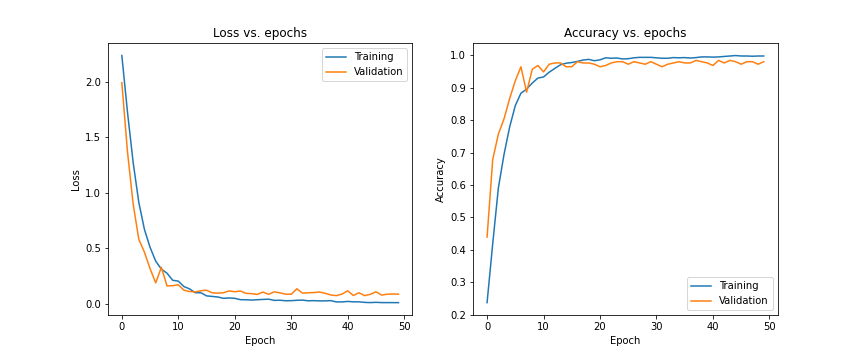 Loss vs. epochs
Training
Validation
2.0
1.5
1.0
0.5
0.0
Loss
0 10 20 30 40 50
Epoch
Accuracy vs. epochs
1.0
0.9
0.8
0.7
0.6
0.5
0.4
0.3
0.2
Accuracy
Training
Validation
0 10 20 30 40 50
Epoch